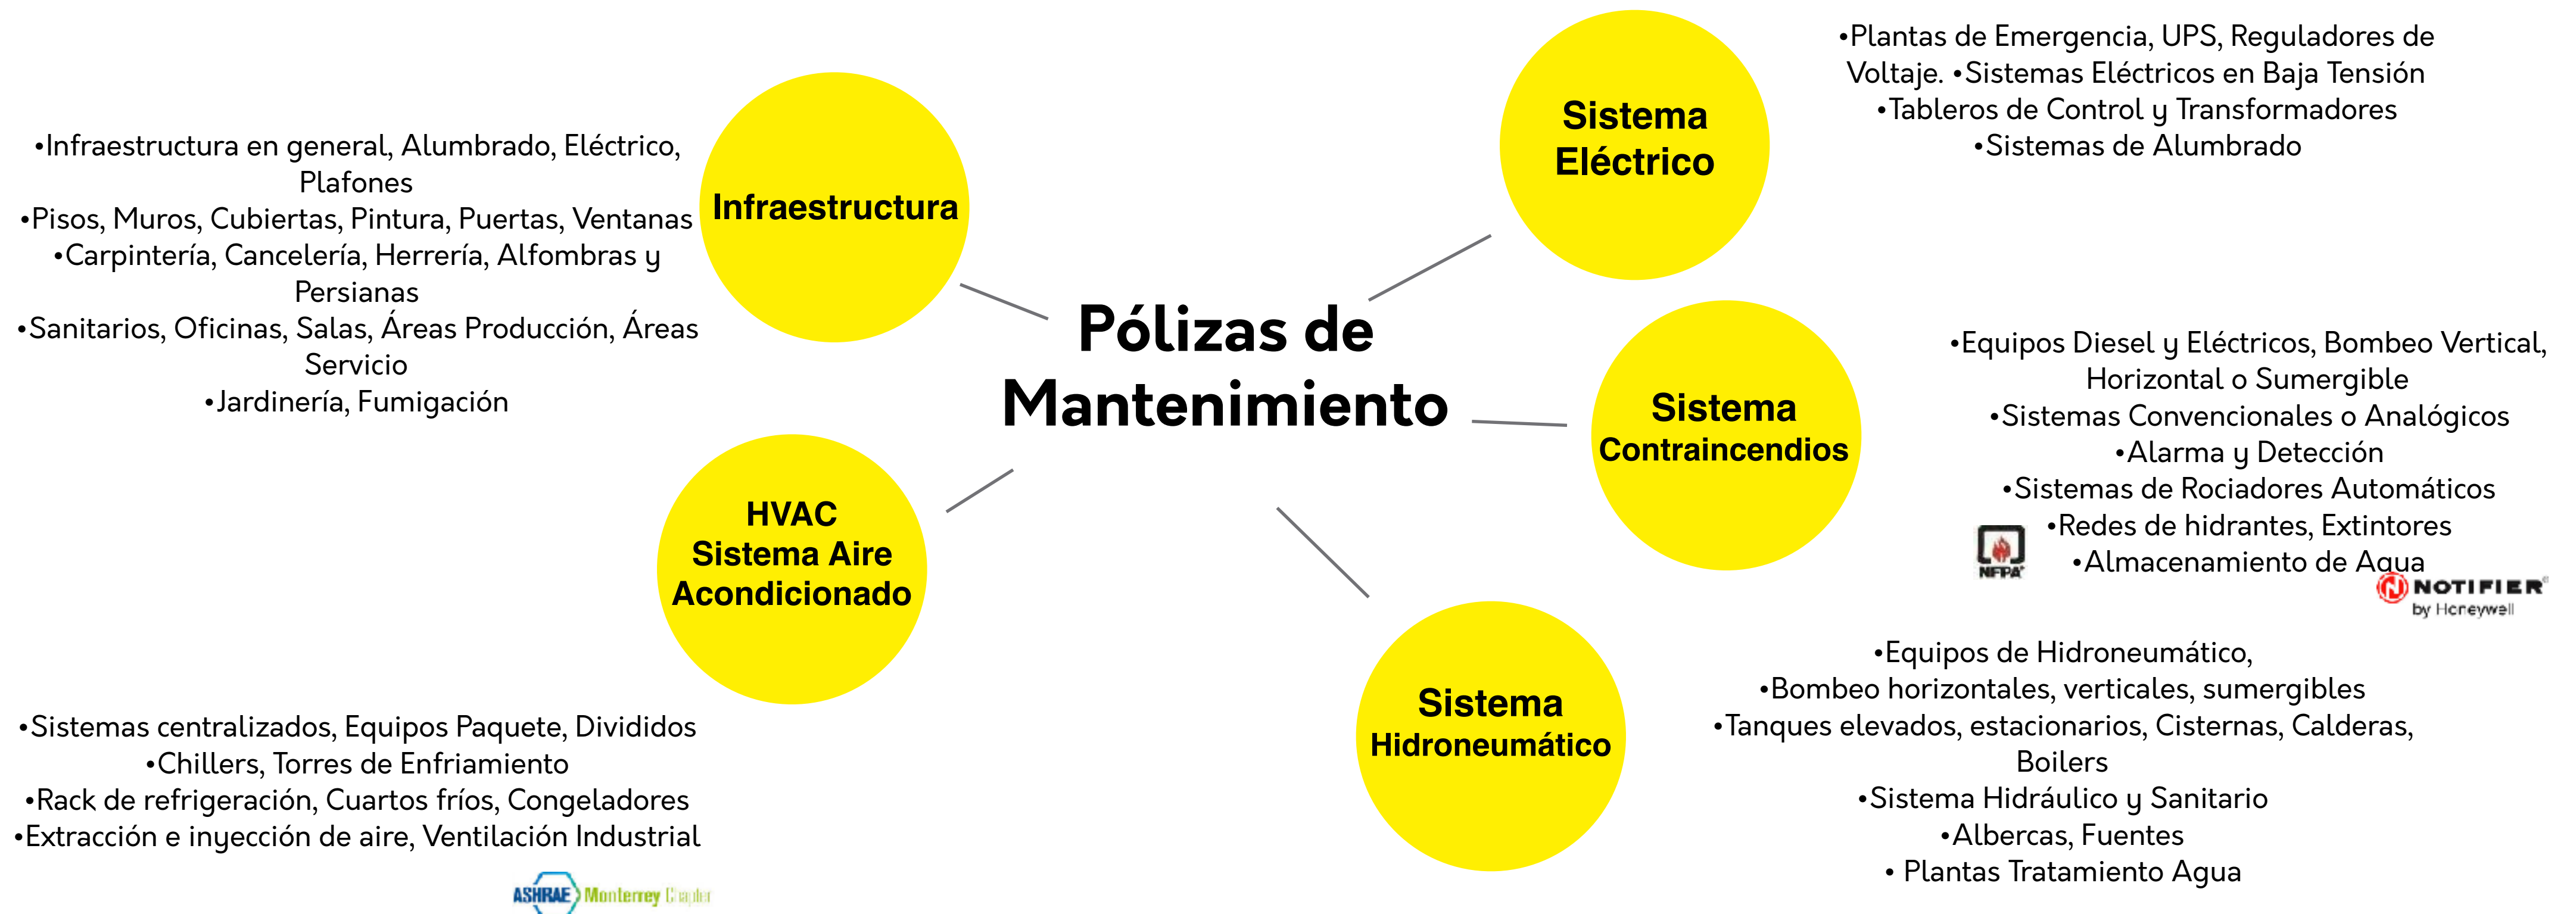 Pólizas de
Mantenimiento
Infraestructura
•Infraestructura en general, Alumbrado, Eléctrico,
Plafones
•Pisos, Muros, Cubiertas, Pintura, Puertas, Ventanas
•Carpintería, Cancelería, Herrería, Alfombras y
Persianas
•Sanitarios, Oficinas, Salas, Áreas Producción, Áreas
Servicio
•Jardinería, Fumigación
HVAC
Sistema Aire
Acondicionado
•Sistemas centralizados, Equipos Paquete, Divididos
•Chillers, Torres de Enfriamiento
•Rack de refrigeración, Cuartos fríos, Congeladores
•Extracción e inyección de aire, Ventilación Industrial
ASHRAE Monterrey Chapter
Sistema
Eléctrico
•Plantas de Emergencia, UPS, Reguladores de
Voltaje. •Sistemas Eléctricos en Baja Tensión
•Tableros de Control y Transformadores
•Sistemas de Alumbrado
Sistema
Contraincendios
•Equipos Diesel y Eléctricos, Bombeo Vertical,
Horizontal o Sumergible
•Sistemas Convencionales o Analógicos
•Alarma y Detección
•Sistemas de Rociadores Automáticos
•Redes de hidrantes, Extintores
•Almacenamiento de Agua
NFPA®
NOTIFIER®
by Honeywell
Sistema
Hidroneumático
•Equipos de Hidroneumático,
•Bombeo horizontales, verticales, sumergibles
•Tanques elevados, estacionarios, Cisternas, Calderas,
Boilers
•Sistema Hidráulico y Sanitario
•Albercas, Fuentes
• Plantas Tratamiento Agua